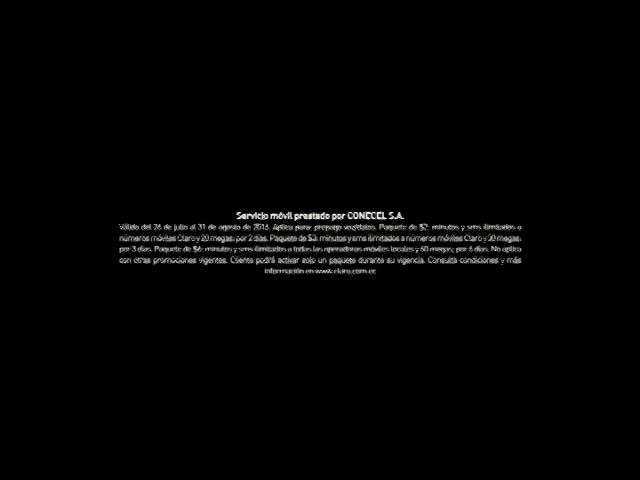 Servicio móvil prestado por CONECEL S.A.
Válido del 26 de julio al 31 de agosto de 2016. Aplica para: prepago voz/datos. Paquete de $2: minutos y sms ilimitados a
números móviles Claro y 20 megas; por 2 días. Paquete de $3: minutos y sms ilimitados a números móviles Claro y 30 megas;
por 3 días. Paquete de $6: minutos y sms ilimitados a todas las operadoras móviles locales y 50 megas; por 6 días. No aplica
con otras promociones vigentes. Cliente podrá activar solo un paquete durante su vigencia. Consulta condiciones y más
información en www.claro.com.ec